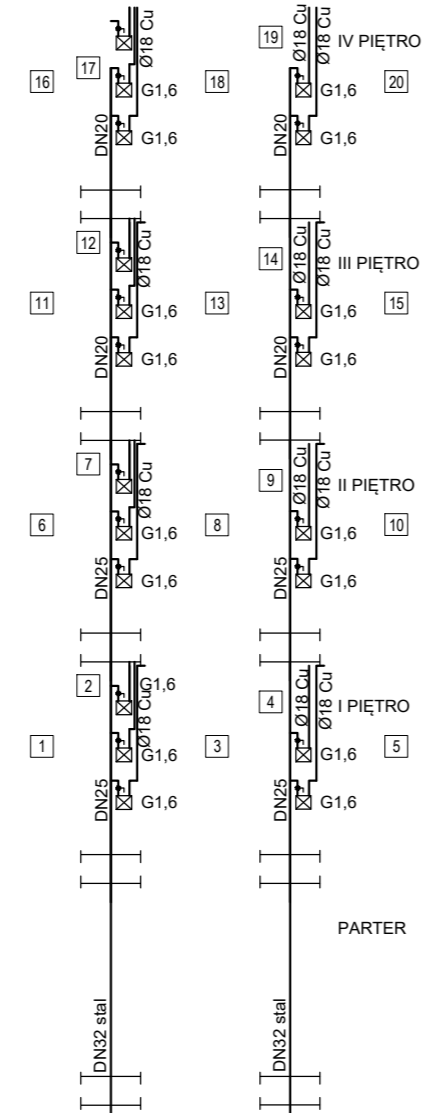 19
IV PIĘTRO
Ø18 Cu
Ø18 Cu
Ø18 Cu
17
16
G1,6
18
G1,6
20
DN20
G1,6
DN20
G1,6
12
14
III PIĘTRO
Ø18 Cu
Ø18 Cu
Ø18 Cu
11
G1,6
13
G1,6
15
DN20
G1,6
DN20
G1,6
7
9
II PIĘTRO
Ø18 Cu
Ø18 Cu
Ø18 Cu
6
G1,6
8
G1,6
10
DN25
G1,6
DN25
G1,6
2
G1,6
4
I PIĘTRO
Ø18 Cu
Ø18 Cu
Ø18 Cu
1
G1,6
3
G1,6
5
DN25
G1,6
DN25
G1,6
PARTER
DN32 stal
DN32 stal